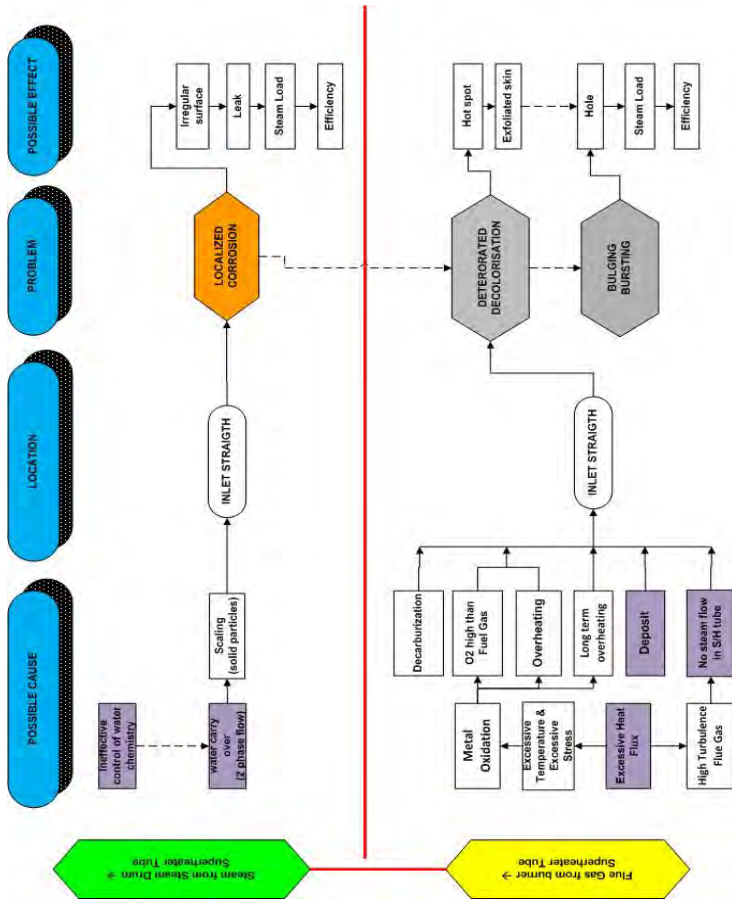 POSSIBLE CAUSE
LOCATION
PROBLEM
POSSIBLE EFFECT
Steam from Steam Drum →
Superheater Tube
Ineffective
control of water
chemistry
water carry
over
(2 phase flow)
Scaling
(solid particles)
INLET STRAIGTH
LOCALIZED
CORROSION
Irregular
surface
Leak
Steam Load
Efficiency
Flue Gas from burner →
Superheater Tube
Metal
Oxidation
Excessive
Temperature &
Excessive
Stress
Excessive Heat
Flux
High Turbulence
Flue Gas
Decarburization
O2 high than
Fuel Gas
Overheating
Long term
overheating
Deposit
No steam flow
in S/H tube
INLET STRAIGTH
DETERIORATED
DECOLORISATION
BULGING
BURSTING
Hot spot
Exfoliated skin
Hole
Steam Load
Efficiency